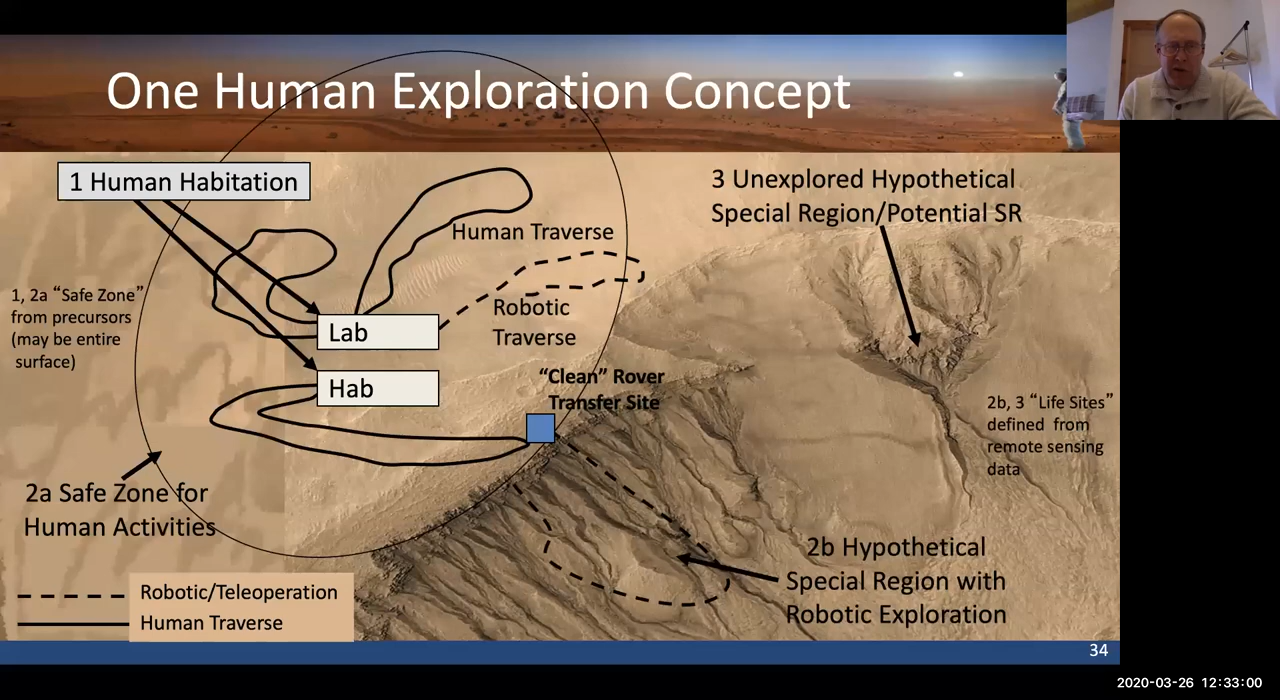 One Human Exploration Concept
1 Human Habitation
3 Unexplored Hypothetical
Special Region/Potential SR
Human Traverse
1, 2a “Safe Zone”
from precursors
(may be entire
surface)
Robotic
Traverse
Lab
Hab
“Clean” Rover
Transfer Site
2b, 3 “Life Sites”
defined from
remote sensing
data
2a Safe Zone for
Human Activities
2b Hypothetical
Special Region with
Robotic Exploration
Robotic/Teleoperation
Human Traverse
34
2020-03-26 12:33:00